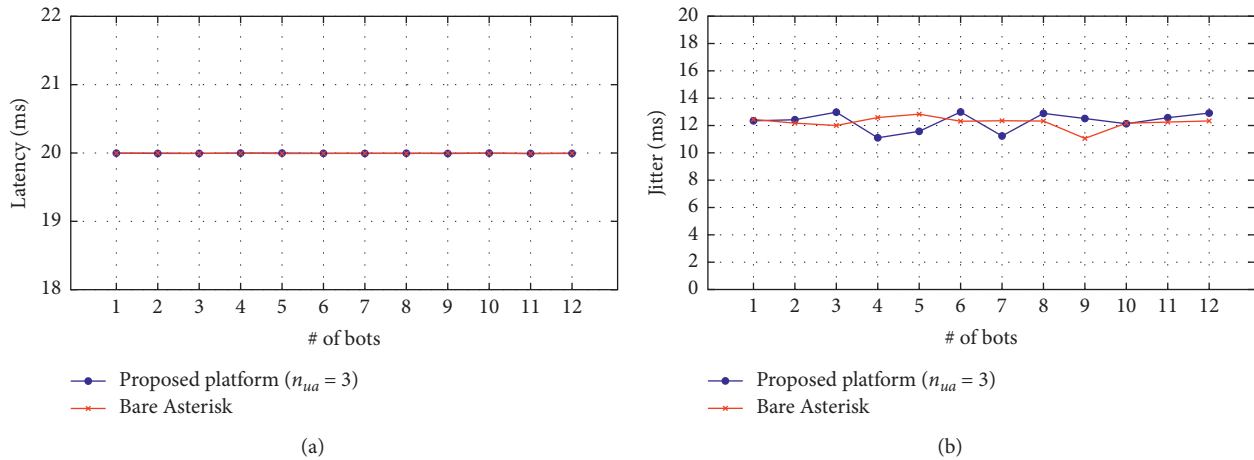 22
21
20
19
18
Latency (ms)
1 2 3 4 5 6 7 8 9 10 11 12
# of bots
Proposed platform (nua = 3)
Bare Asterisk
(a)
20
18
16
14
12
10
8
6
4
2
0
Jitter (ms)
1 2 3 4 5 6 7 8 9 10 11 12
# of bots
Proposed platform (nua = 3)
Bare Asterisk
(b)